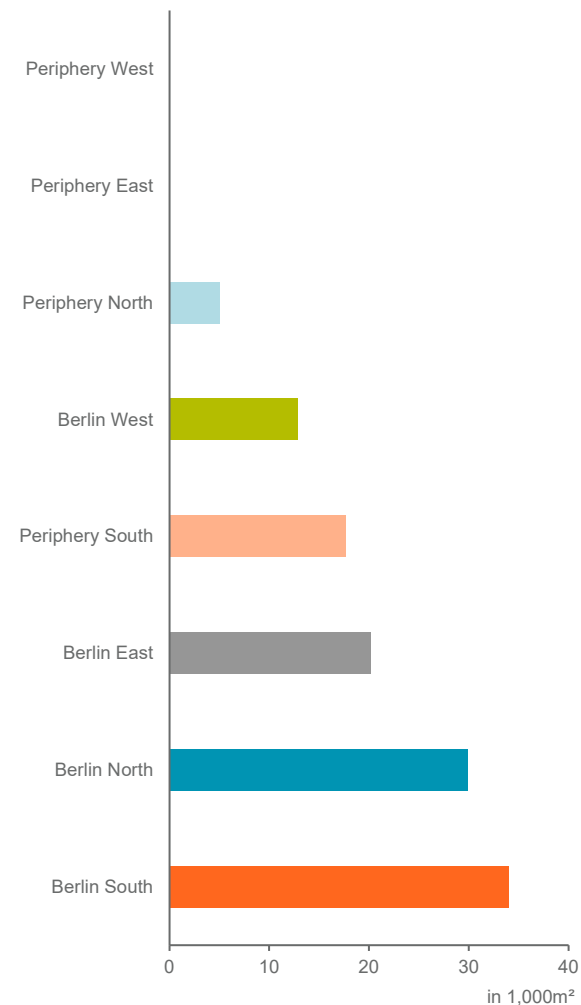 Periphery West
Periphery East
Periphery North
Berlin West
Periphery South
Berlin East
Berlin North
Berlin South
0 10 20 30 40
in 1,000m²